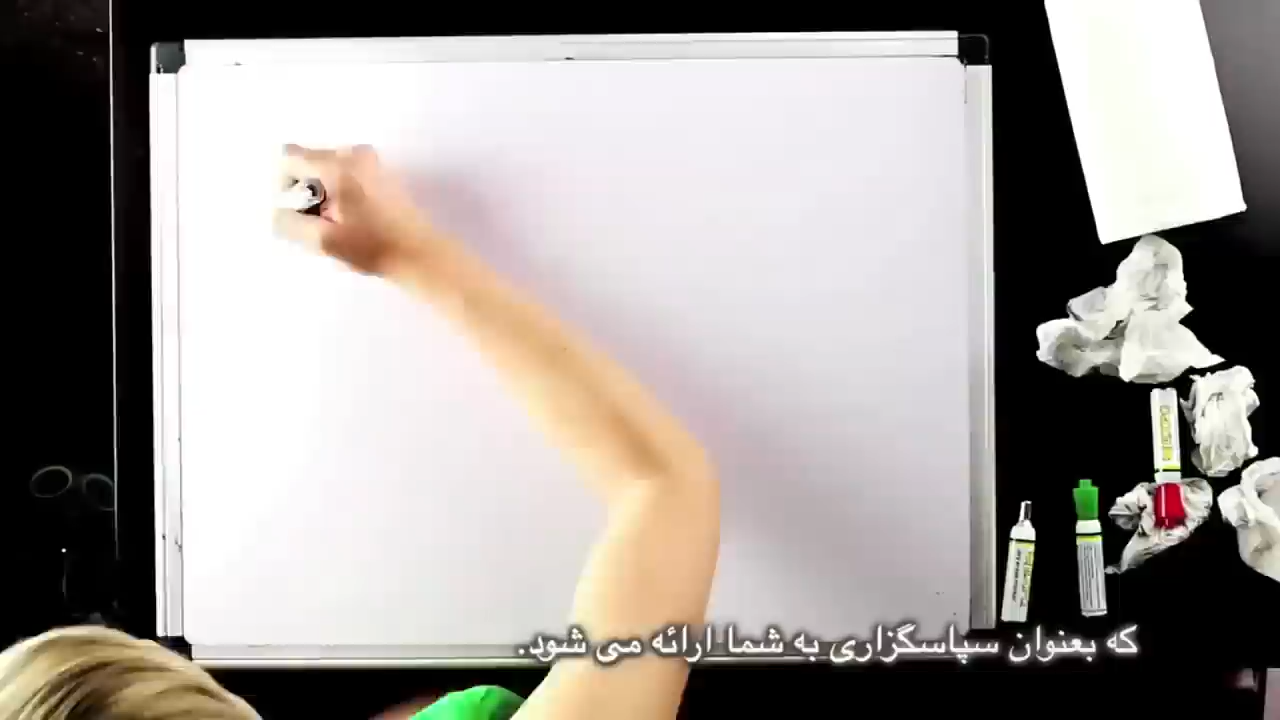 که بعنوان سپاسگزاری به شما ارائه می شود.